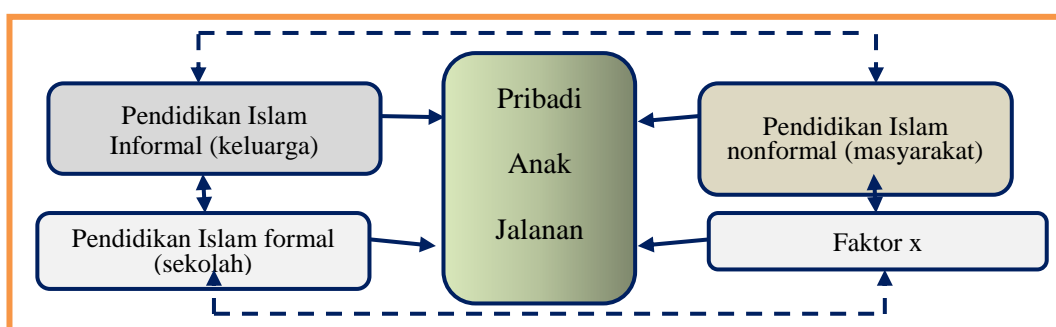 Pendidikan Islam
Informal (keluarga)
Pendidikan Islam formal
(sekolah)
Pribadi
Anak
Jalanan
Pendidikan Islam
nonformal (masyarakat)
Faktor x